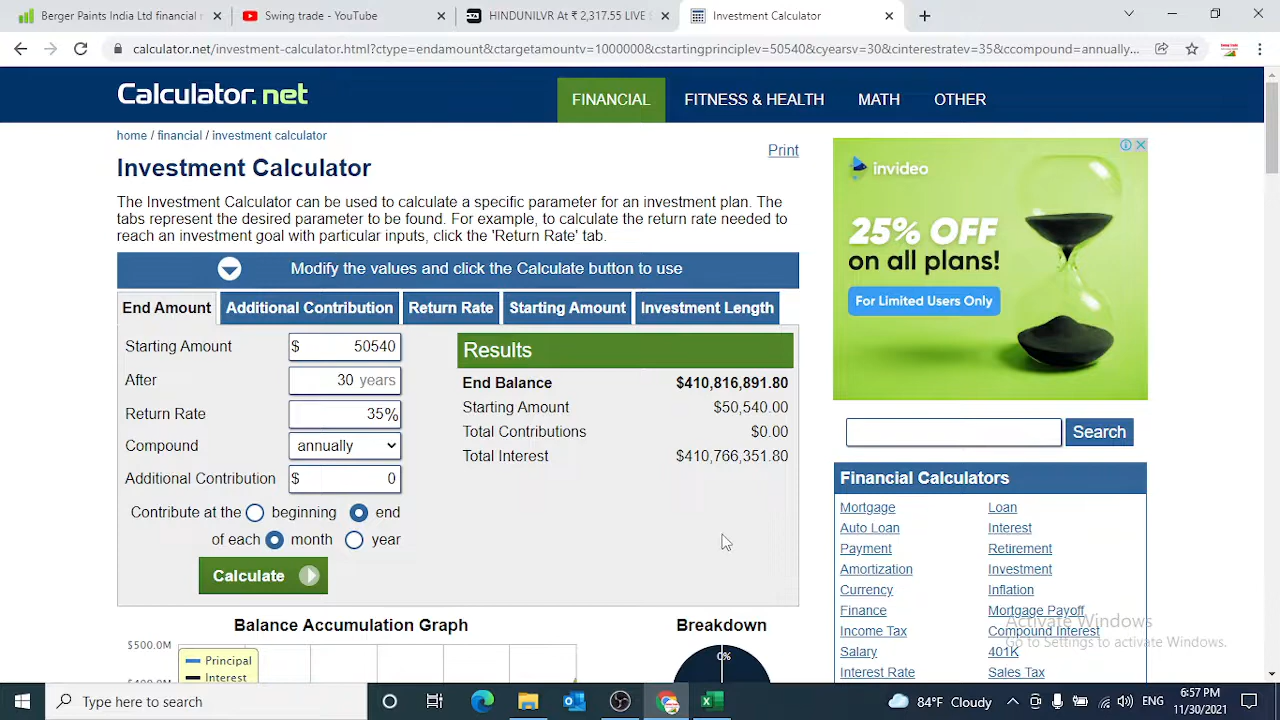 Berger Paints India Ltd financial
Swing trade - YouTube
HINDUNILVR At ₹ 2,317.55 LIVE
Investment Calculator
calculator.net/investment-calculator.html?ctype=endamount&ctargetamountv=1000000&cstartingprinciplev=50540&cyearsv=30&cinterestratev=35&ccompound=annually...
Calculator.net
FINANCIAL
FITNESS & HEALTH
MATH
OTHER
home / financial / investment calculator
Print
Investment Calculator
The Investment Calculator can be used to calculate a specific parameter for an investment plan. The
tabs represent the desired parameter to be found. For example, to calculate the return rate needed to
reach an investment goal with particular inputs, click the 'Return Rate' tab.
Modify the values and click the Calculate button to use
End Amount
Additional Contribution
Return Rate
Starting Amount
Investment Length
Starting Amount $ 50540
After 30 years
Return Rate 35%
Compound annually
Additional Contribution $ 0
Contribute at the beginning end
of each month year
Calculate
Results
End Balance $410,816,891.80
Starting Amount $50,540.00
Total Contributions $0.00
Total Interest $410,766,351.80
Balance Accumulation Graph
Breakdown
$500.0M
Principal
Interest
0%
invideo
25% OFF
on all plans!
For Limited Users Only
Search
Financial Calculators
Mortgage
Loan
Auto Loan
Interest
Payment
Retirement
Amortization
Investment
Currency
Inflation
Finance
Mortgage Payoff
Income Tax
Compound Interest
Salary
401K
Interest Rate
Sales Tax
Activate Windows
Go to Settings to activate Windows.
Type here to search
84°F Cloudy
ENG
6:57 PM
11/30/2021